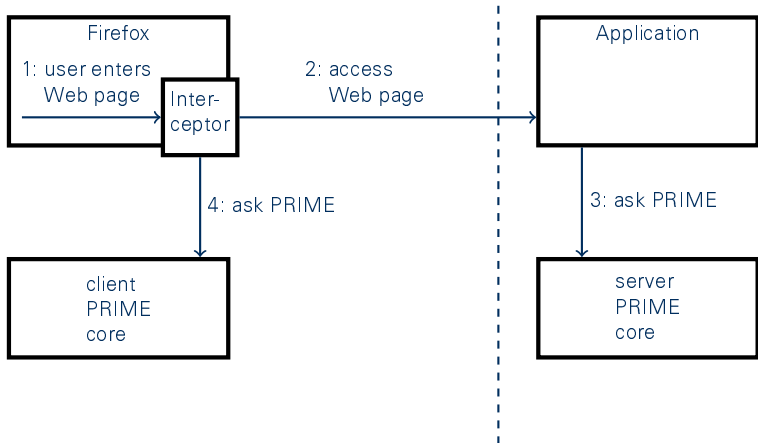 Firefox
1: user enters
Web page
Inter-
ceptor
2: access
Web page
Application
4: ask PRIME
3: ask PRIME
client
PRIME
core
server
PRIME
core